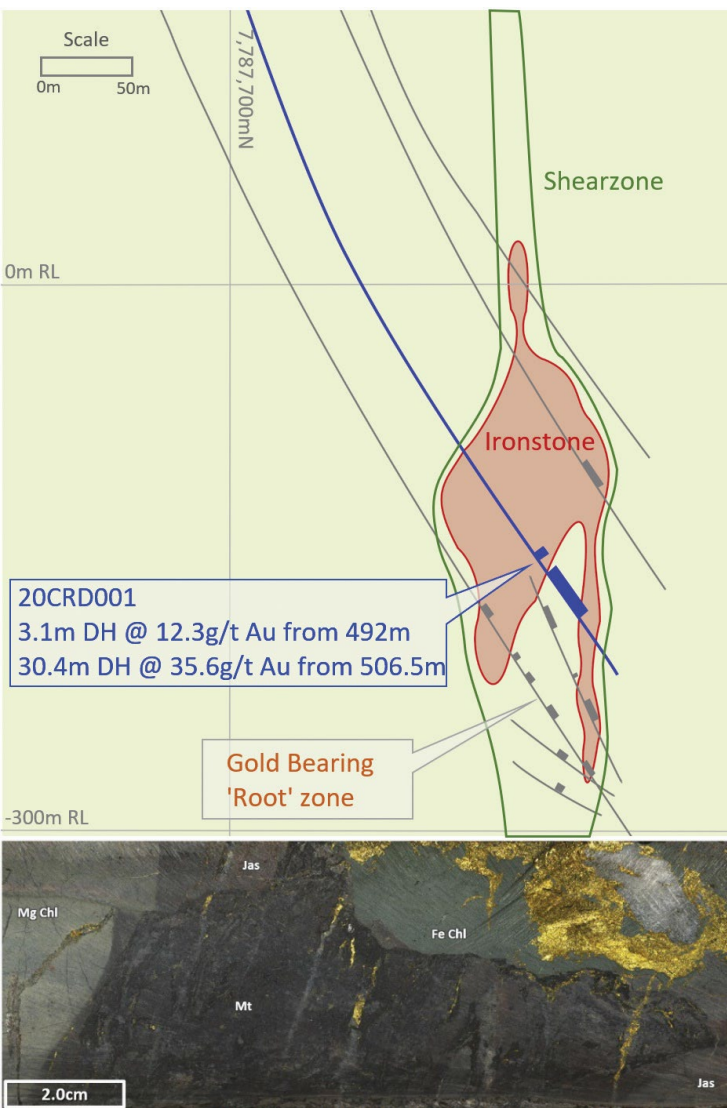 Scale
0m
50m
7,787,700mN
Shearzone
0m RL
Ironstone
20CRD001
3.1m DH @ 12.3g/t Au from 492m
30.4m DH @ 35.6g/t Au from 506.5m
Gold Bearing
'Root' zone
-300m RL
Jas
Mg Chl
Fe Chl
Mt
Jas
2.0cm